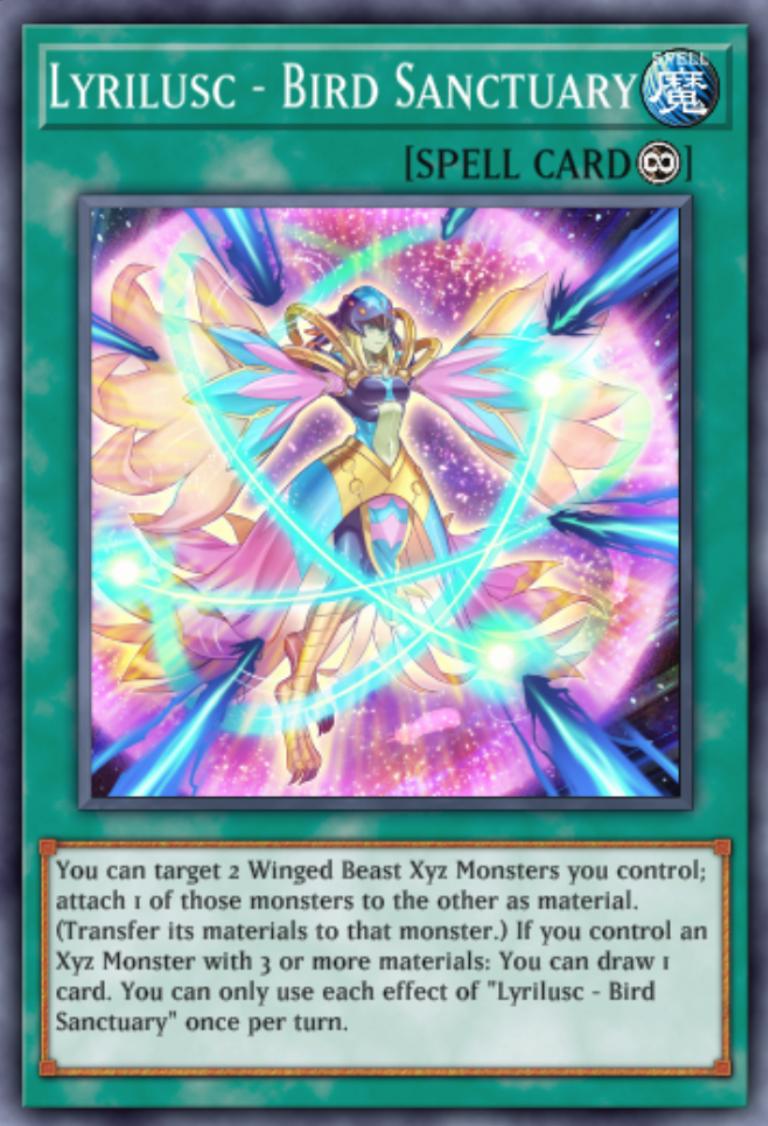 LYRILUSC - BIRD SANCTUARY
SPELL
魔
[SPELL CARD]
You can target 2 Winged Beast Xyz Monsters you control;
attach 1 of those monsters to the other as material.
(Transfer its materials to that monster.) If you control an
Xyz Monster with 3 or more materials: You can draw 1
card. You can only use each effect of "Lyrilusc - Bird
Sanctuary" once per turn.